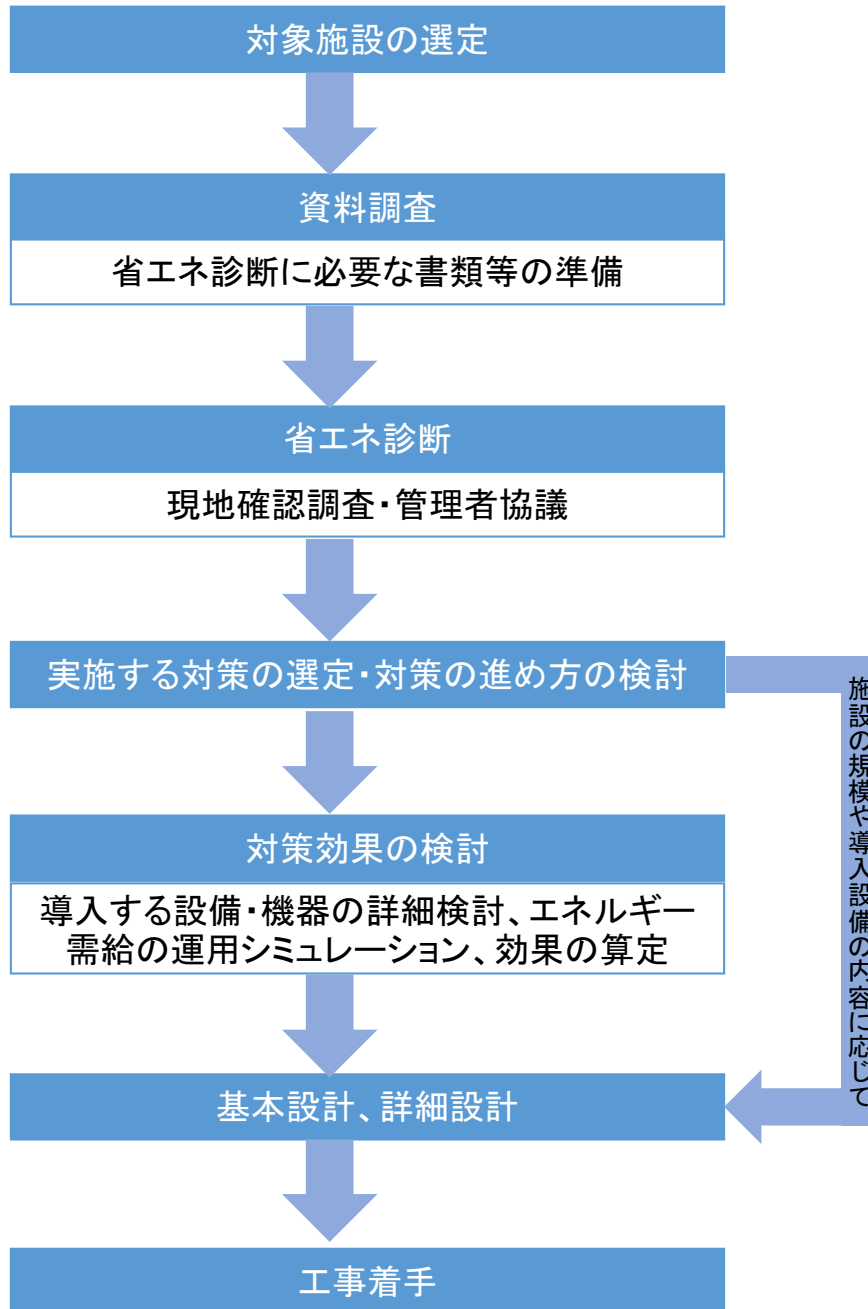 対象施設の選定
資料調査
省エネ診断に必要な書類等の準備
省エネ診断
現地確認調査・管理者協議
実施する対策の選定・対策の進め方の検討
対策効果の検討
導入する設備・機器の詳細検討、エネルギー
需給の運用シミュレーション、効果の算定
施設の規模や導入設備の内容に応じて
基本設計、詳細設計
工事着手